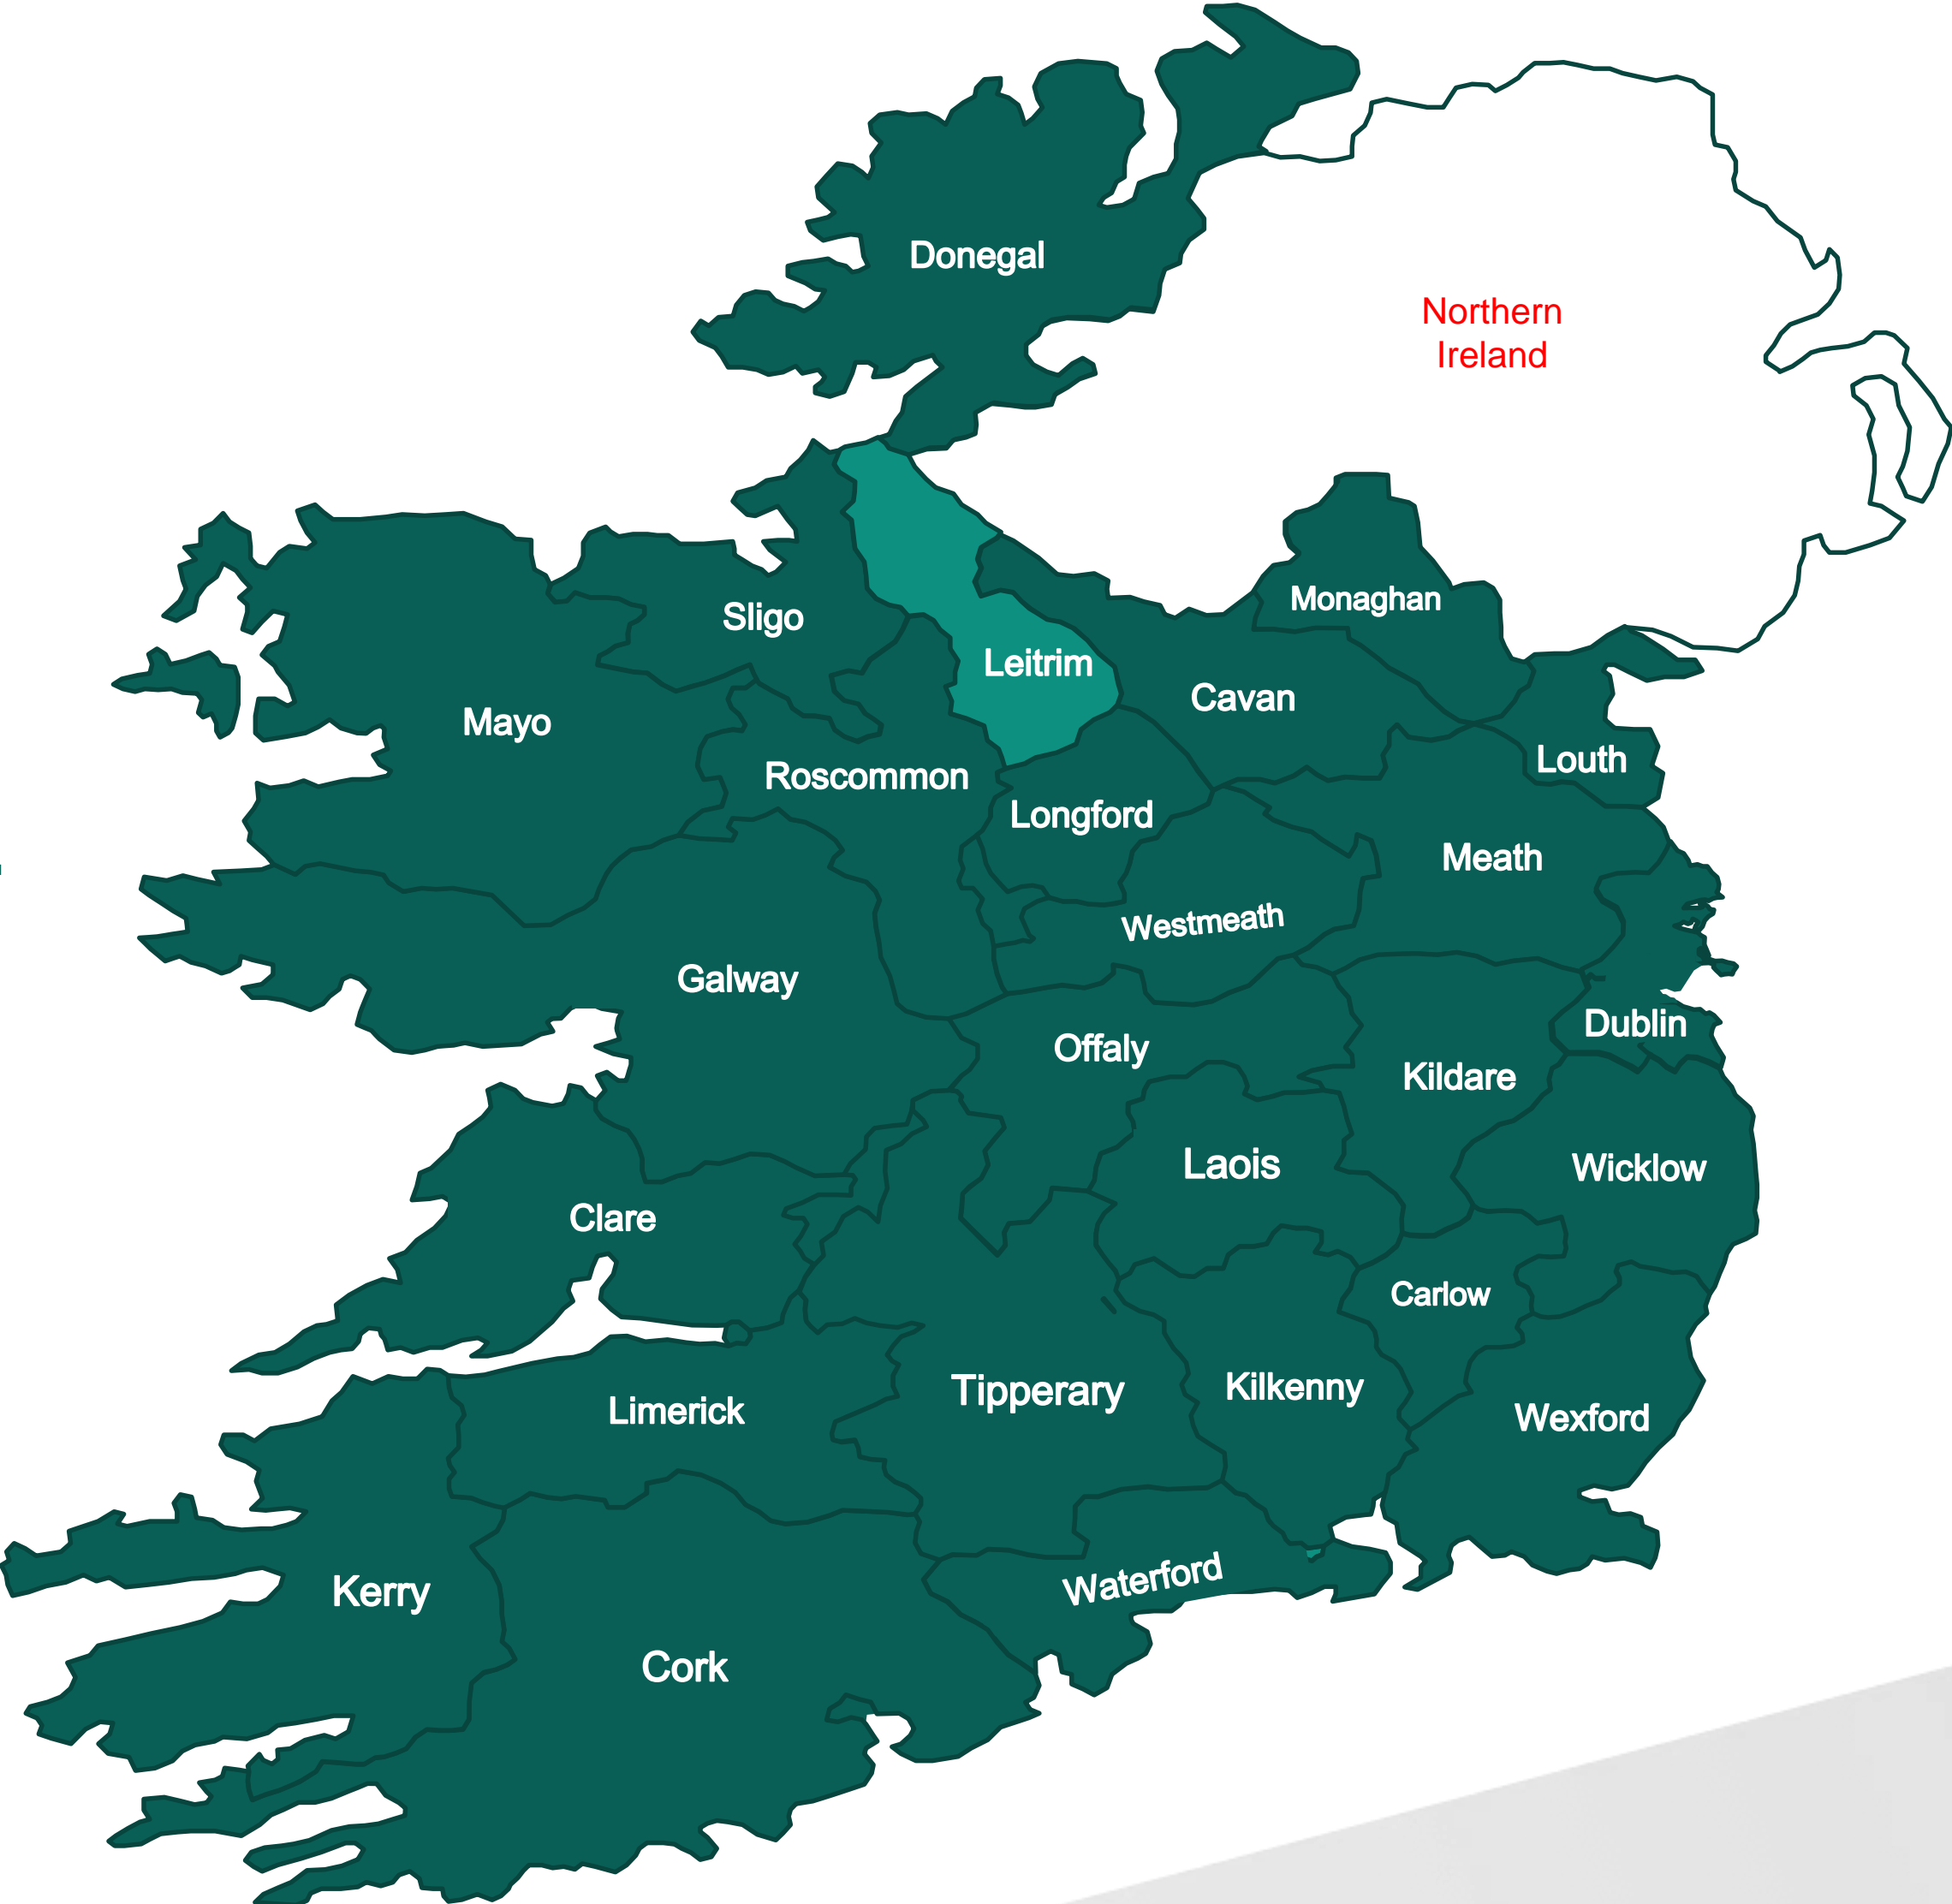 Donegal
Northern
Ireland
Monaghan
Sligo
Leitrim
Cavan
Mayo
Louth
Roscommon
Longford
Meath
Westmeath
Galway
Dublin
Offaly
Kildare
Laois
Wicklow
Clare
Carlow
Kilkenny
Tipperary
Limerick
Wexford
Waterford
Kerry
Cork